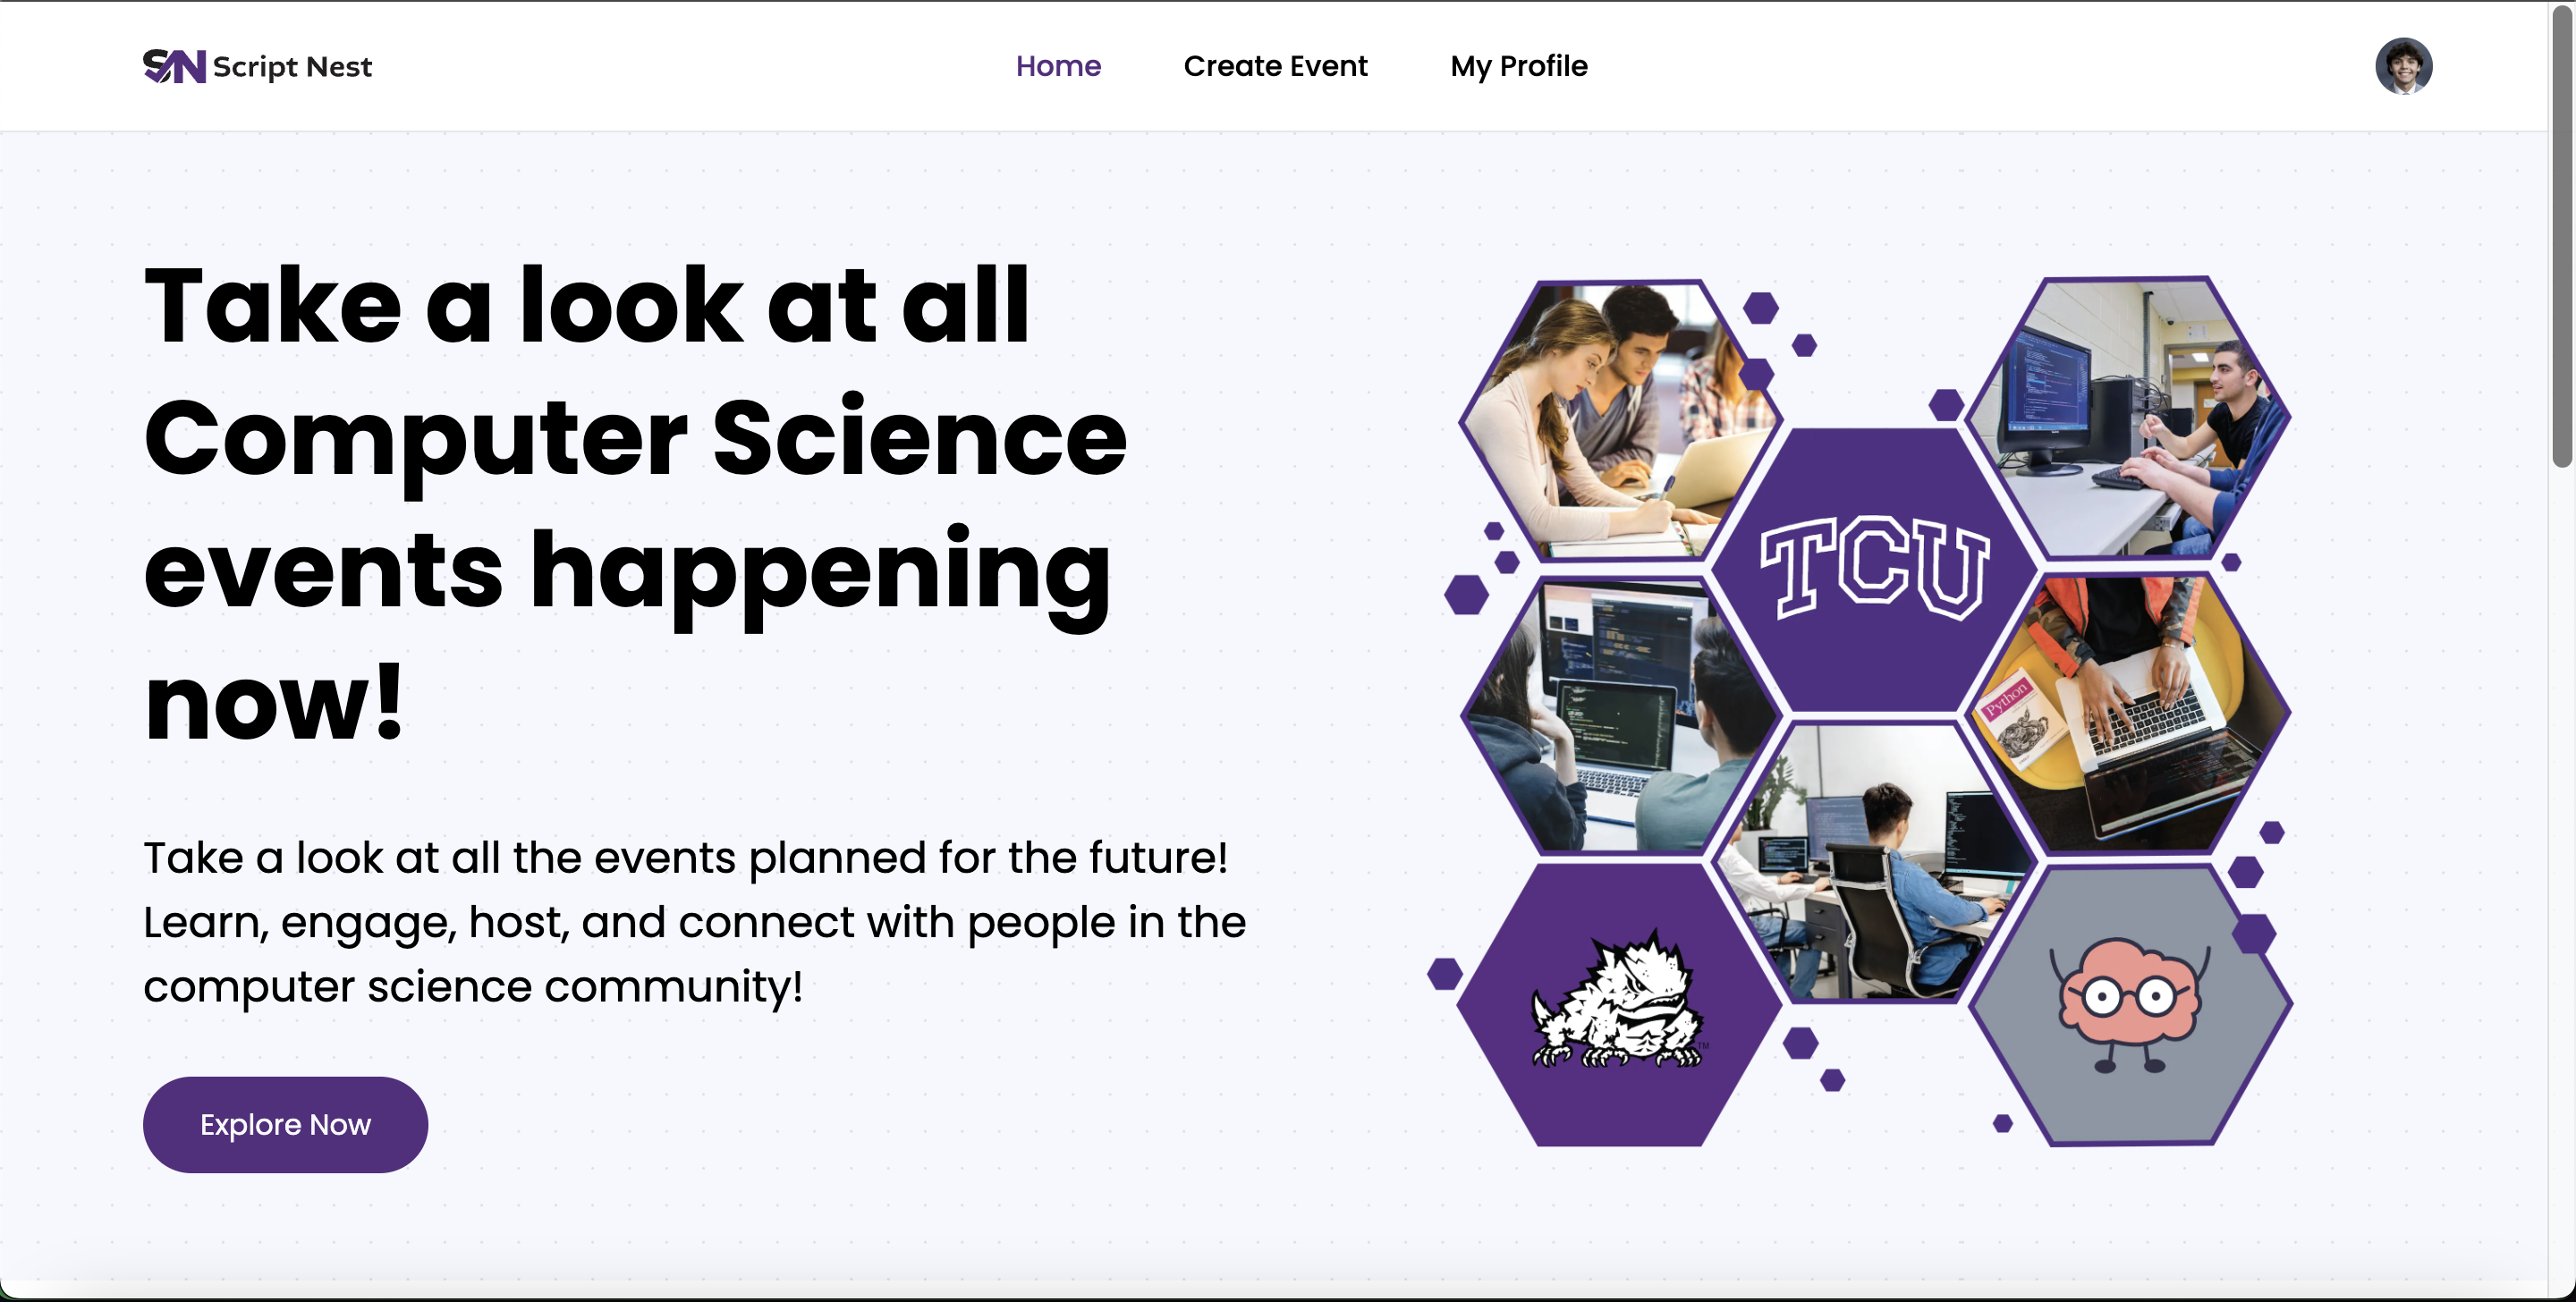 SN Script Nest
Home
Create Event
My Profile
Take a look at all
Computer Science
events happening
now!
Take a look at all the events planned for the future!
Learn, engage, host, and connect with people in the
computer science community!
Explore Now
TCU
Python
TM